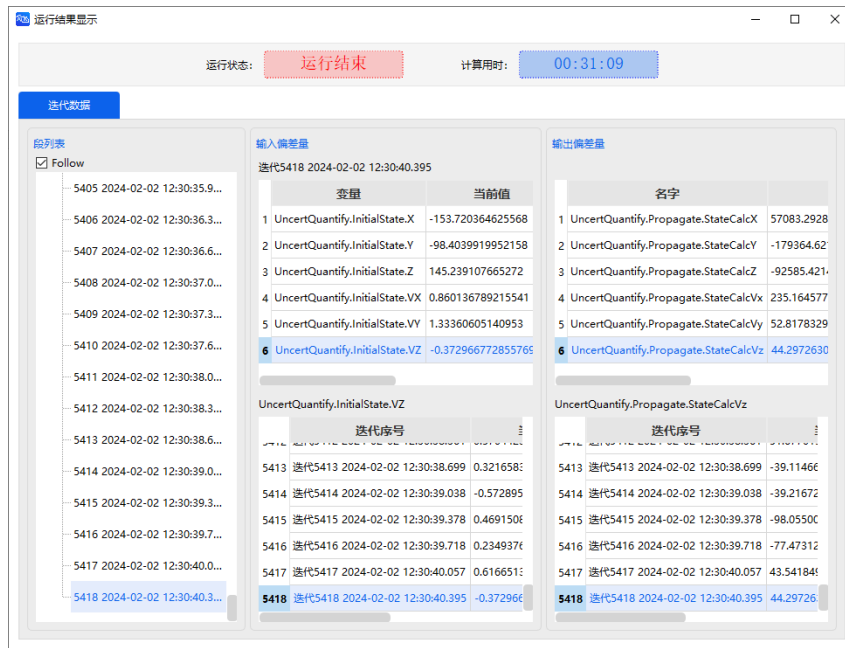 运行结果显示
运行状态: 运行结束 计算用时: 00:31:09
迭代数据
段列表
Follow
5405 2024-02-02 12:30:35.9...
5406 2024-02-02 12:30:36.3...
5407 2024-02-02 12:30:36.6...
5408 2024-02-02 12:30:37.0...
5409 2024-02-02 12:30:37.3...
5410 2024-02-02 12:30:37.6...
5411 2024-02-02 12:30:38.0...
5412 2024-02-02 12:30:38.3...
5413 2024-02-02 12:30:38.6...
5414 2024-02-02 12:30:39.0...
5415 2024-02-02 12:30:39.3...
5416 2024-02-02 12:30:39.7...
5417 2024-02-02 12:30:40.0...
5418 2024-02-02 12:30:40.3...
输入偏差量
迭代5418 2024-02-02 12:30:40.395
变量 当前值
1 UncertQuantify.InitialState.X -153.720364625568
2 UncertQuantify.InitialState.Y -98.4039919952158
3 UncertQuantify.InitialState.Z 145.239107665272
4 UncertQuantify.InitialState.VX 0.860136789215541
5 UncertQuantify.InitialState.VY 1.33360605140953
6 UncertQuantify.InitialState.VZ -0.372966772855769
UncertQuantify.InitialState.VZ
迭代序号
5413 迭代5413 2024-02-02 12:30:38.699 0.3216583
5414 迭代5414 2024-02-02 12:30:39.038 -0.572895
5415 迭代5415 2024-02-02 12:30:39.378 0.4691508
5416 迭代5416 2024-02-02 12:30:39.718 0.2349376
5417 迭代5417 2024-02-02 12:30:40.057 0.6166513
5418 迭代5418 2024-02-02 12:30:40.395 -0.372966
输出偏差量
名字
1 UncertQuantify.Propagate.StateCalcX 57083.2928
2 UncertQuantify.Propagate.StateCalcY -179364.62
3 UncertQuantify.Propagate.StateCalcZ -92585.421
4 UncertQuantify.Propagate.StateCalcVx 235.164577
5 UncertQuantify.Propagate.StateCalcVy 52.8178329
6 UncertQuantify.Propagate.StateCalcVz 44.2972630
UncertQuantify.Propagate.StateCalcVz
迭代序号
5413 迭代5413 2024-02-02 12:30:38.699 -39.11466
5414 迭代5414 2024-02-02 12:30:39.038 -39.21672
5415 迭代5415 2024-02-02 12:30:39.378 -98.05500
5416 迭代5416 2024-02-02 12:30:39.718 -77.47312
5417 迭代5417 2024-02-02 12:30:40.057 43.541849
5418 迭代5418 2024-02-02 12:30:40.395 44.29726